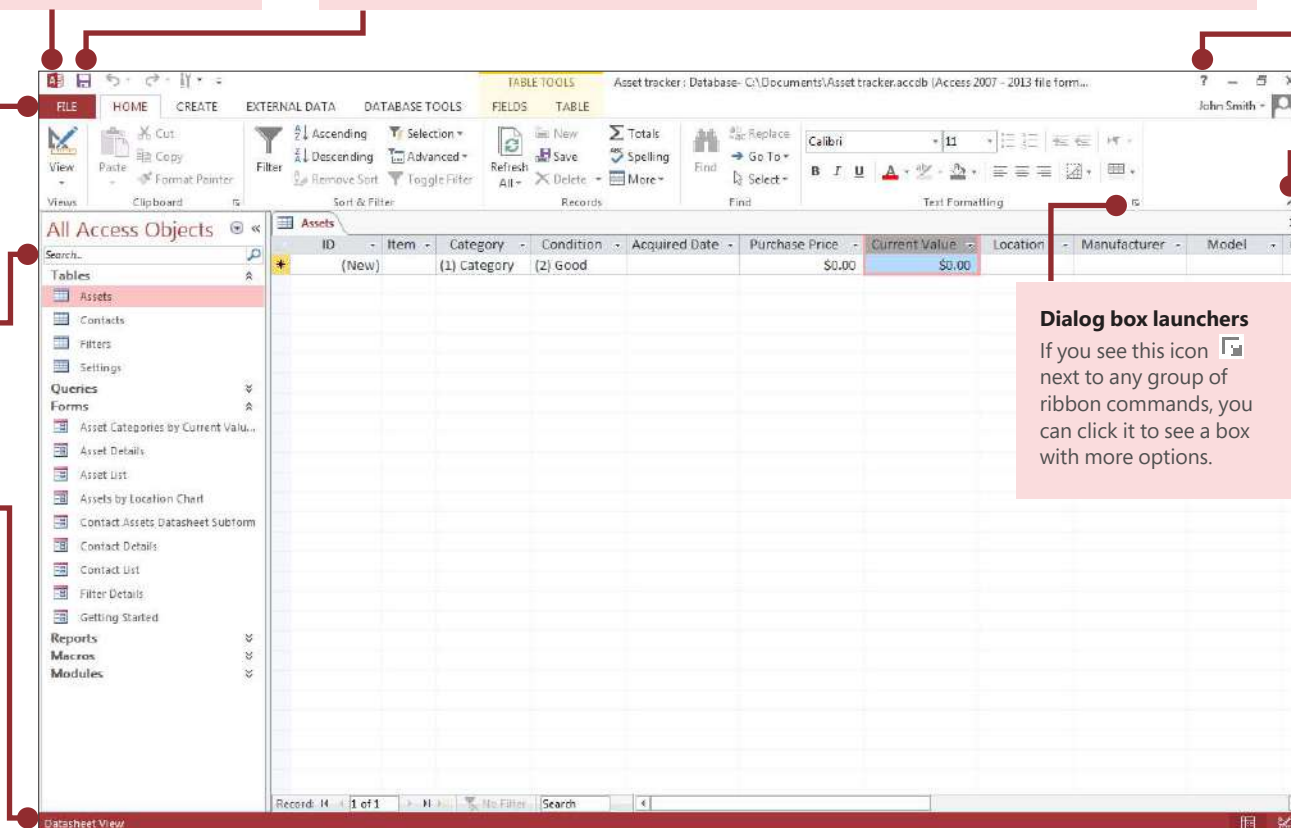 TABLE TOOLS
Asset tracker : Database- C:\Documents\Asset tracker.accdb (Access 2007 - 2013 file form...
? – X
FILE HOME CREATE EXTERNAL DATA DATABASE TOOLS FIELDS TABLE
John Smith
View
Views
Paste
Cut
Copy
Format Painter
Clipboard
Filter
Ascending
Descending
Remove Sort
Selection
Advanced
Toggle Filter
Sort & Filter
Refresh
All
New
Save
Delete
Totals
Spelling
More
Records
Find
Replace
Go To
Select
Find
Calibri 11
B I U A
Text Formatting
All Access Objects «
Search..
Tables
Assets
Contacts
Filters
Settings
Queries
Forms
Asset Categories by Current Valu...
Asset Details
Asset List
Assets by Location Chart
Contact Assets Datasheet Subform
Contact Details
Contact List
Filter Details
Getting Started
Reports
Macros
Modules
Assets
ID Item Category Condition Acquired Date Purchase Price Current Value Location Manufacturer Model
(New) (1) Category (2) Good $0.00 $0.00
Dialog box launchers
If you see this icon
next to any group of
ribbon commands, you
can click it to see a box
with more options.
Record: 1 of 1 No Filter Search
Datasheet View